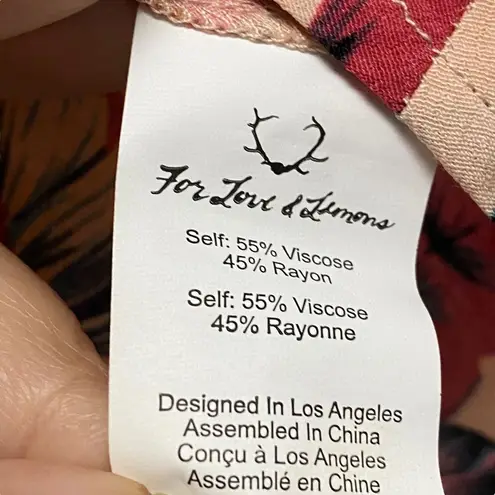 For Love & Lemons
Self: 55% Viscose
45% Rayon
Self: 55% Viscose
45% Rayonne
Designed In Los Angeles
Assembled In China
Conçu à Los Angeles
Assemblé en Chine